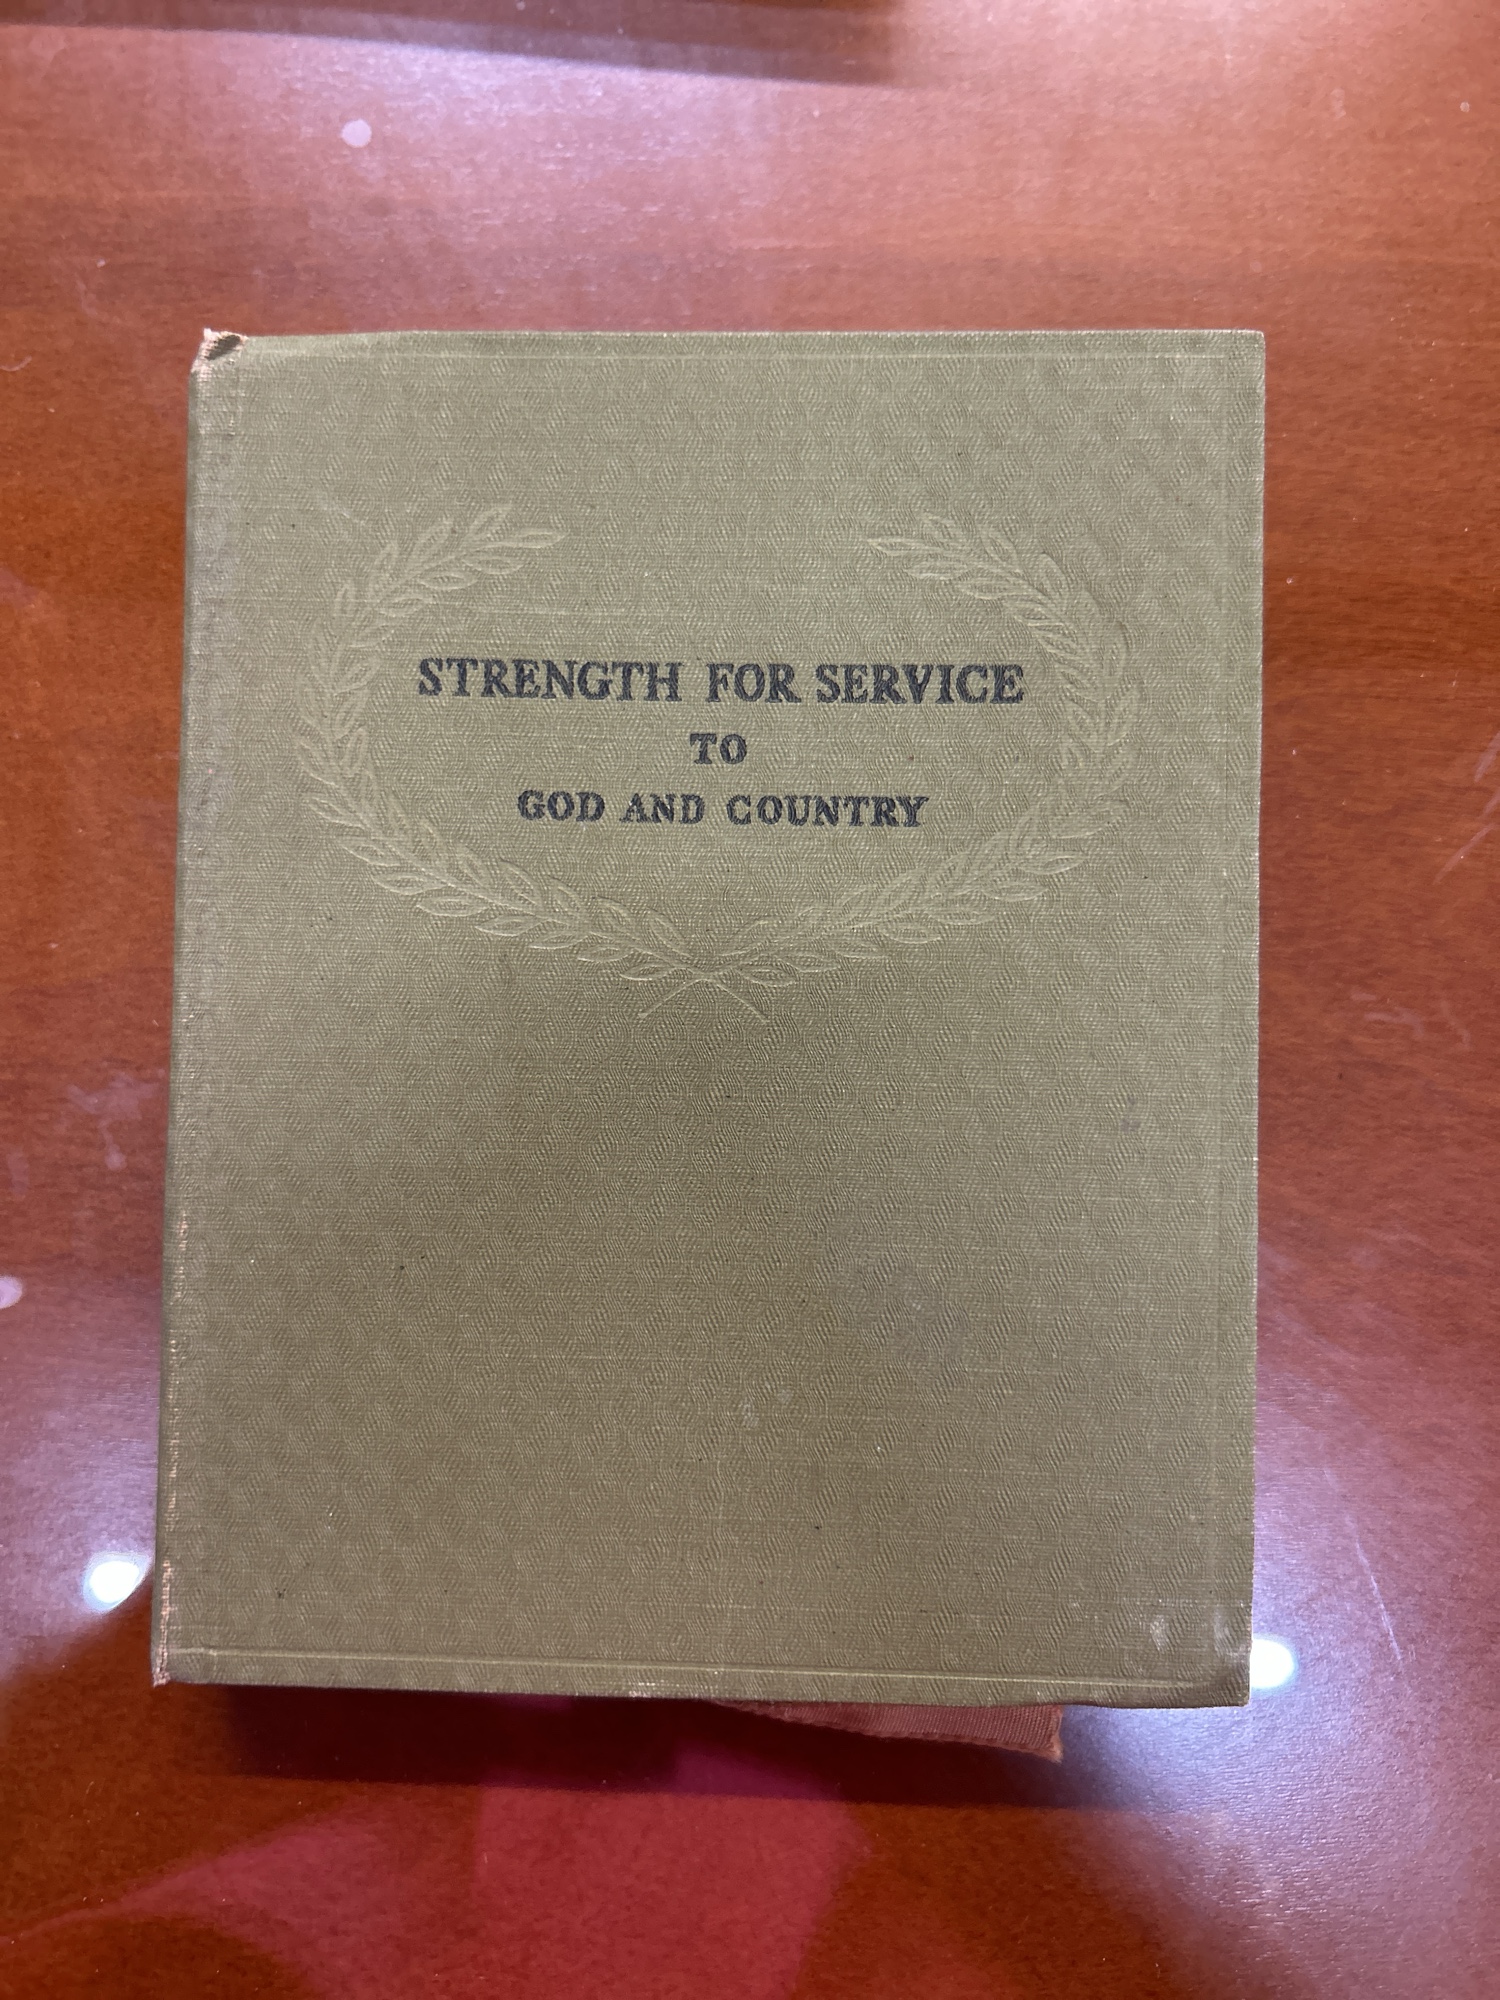 STRENGTH FOR SERVICE
TO
GOD AND COUNTRY